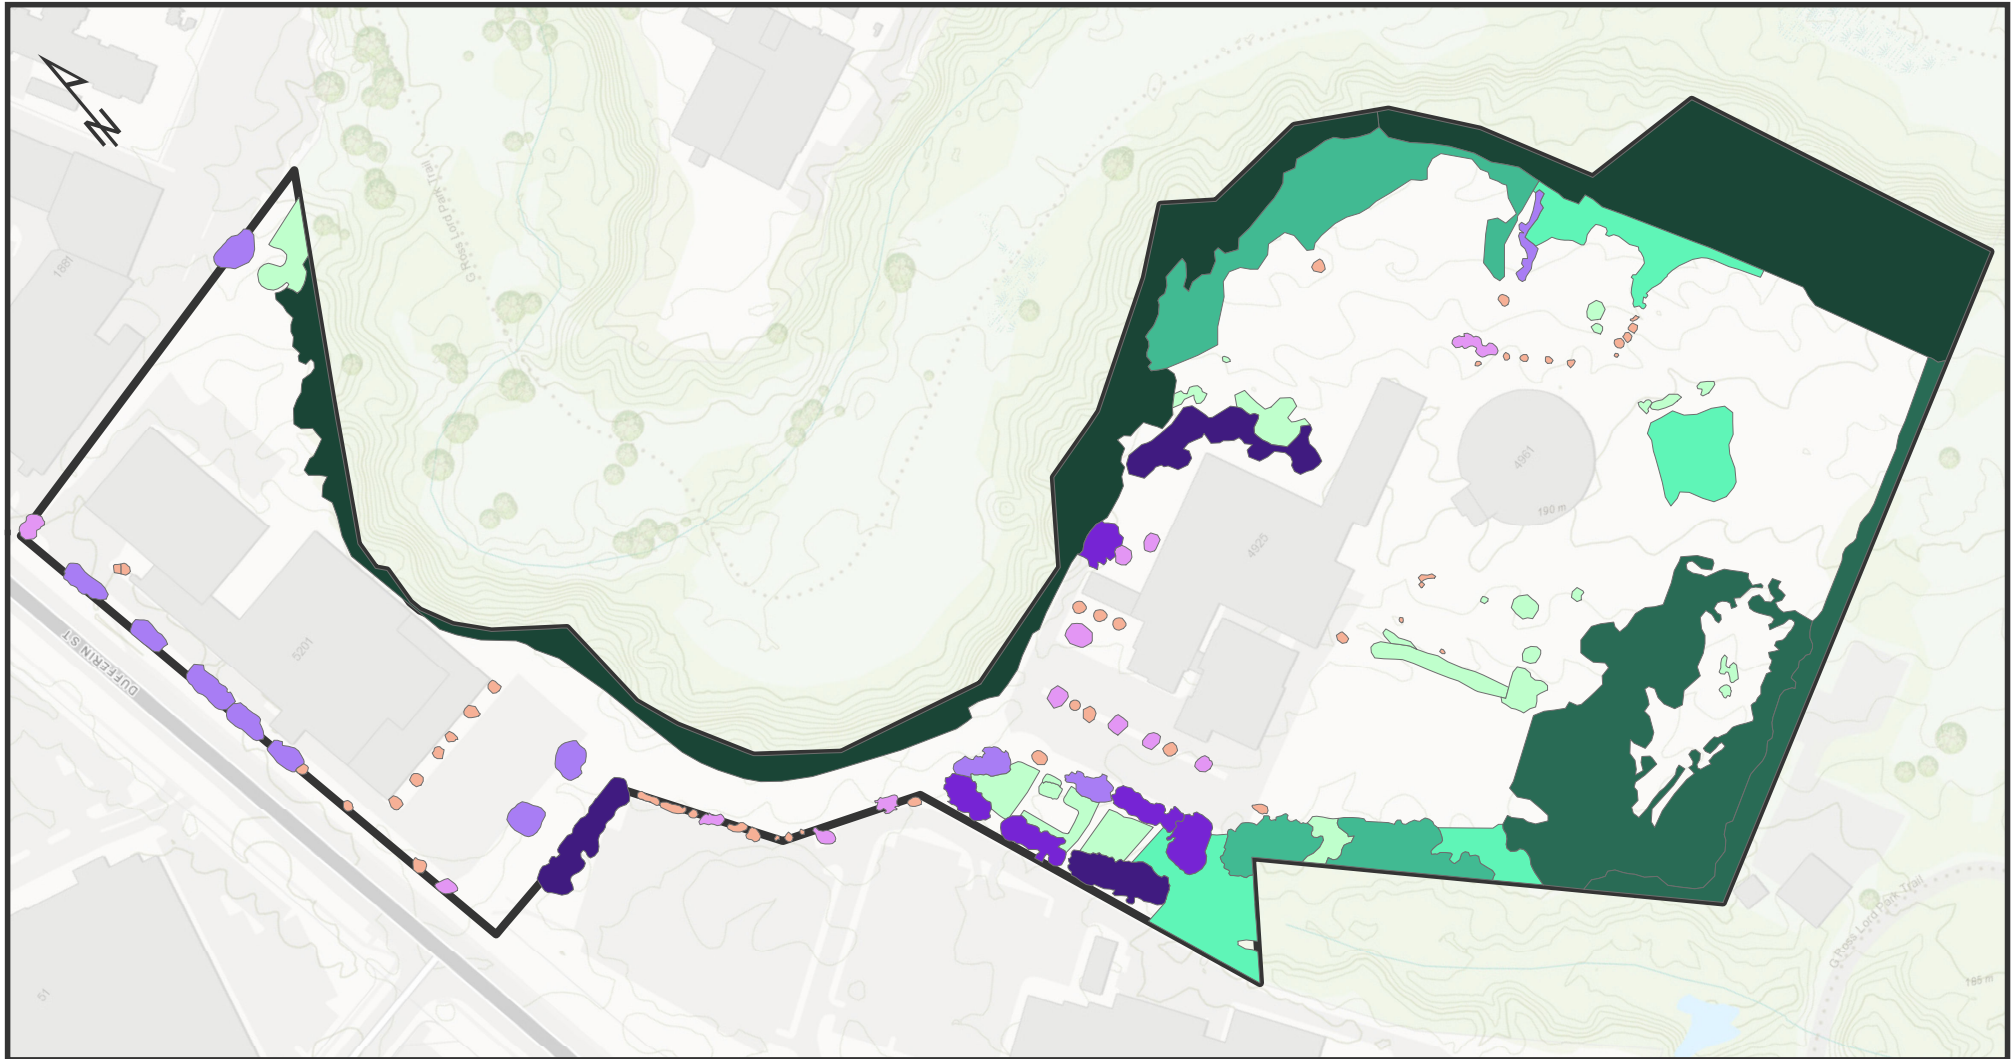 N
G Ross Lord Park Trail
1881
4961
190 m
4925
5201
DUFFERIN ST
G Ross Lord Park Trail
185 m
51